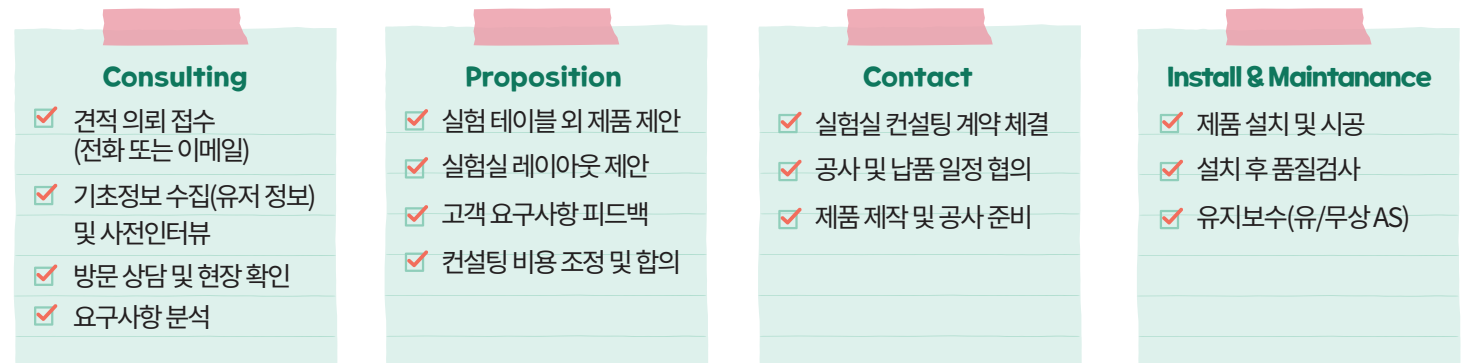 Consulting
견적 의뢰 접수
(전화 또는 이메일)
기초정보 수집(유저 정보)
및 사전인터뷰
방문 상담 및 현장 확인
요구사항 분석
Proposition
실험 테이블 외 제품 제안
실험실 레이아웃 제안
고객 요구사항 피드백
컨설팅 비용 조정 및 합의
Contact
실험실 컨설팅 계약 체결
공사 및 납품 일정 협의
제품 제작 및 공사 준비
Install & Maintanance
제품 설치 및 시공
설치 후 품질검사
유지보수(유/무상 AS)